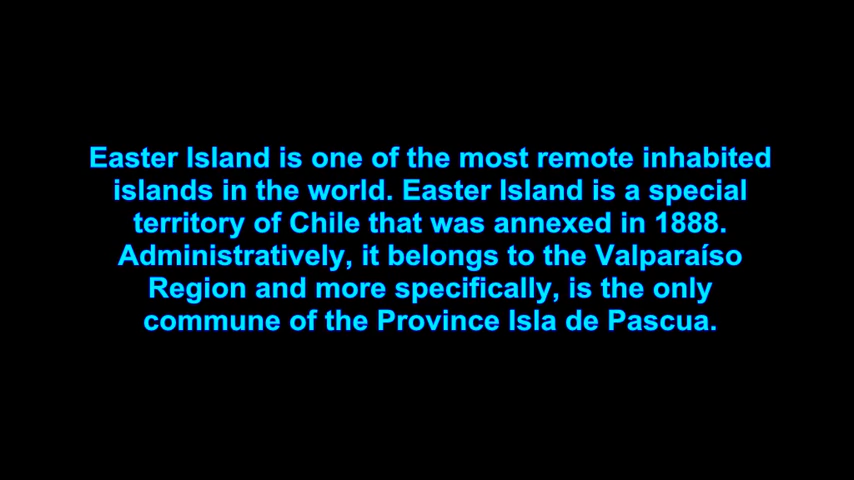 Easter Island is one of the most remote inhabited
islands in the world. Easter Island is a special
territory of Chile that was annexed in 1888.
Administratively, it belongs to the Valparaíso
Region and more specifically, is the only
commune of the Province Isla de Pascua.